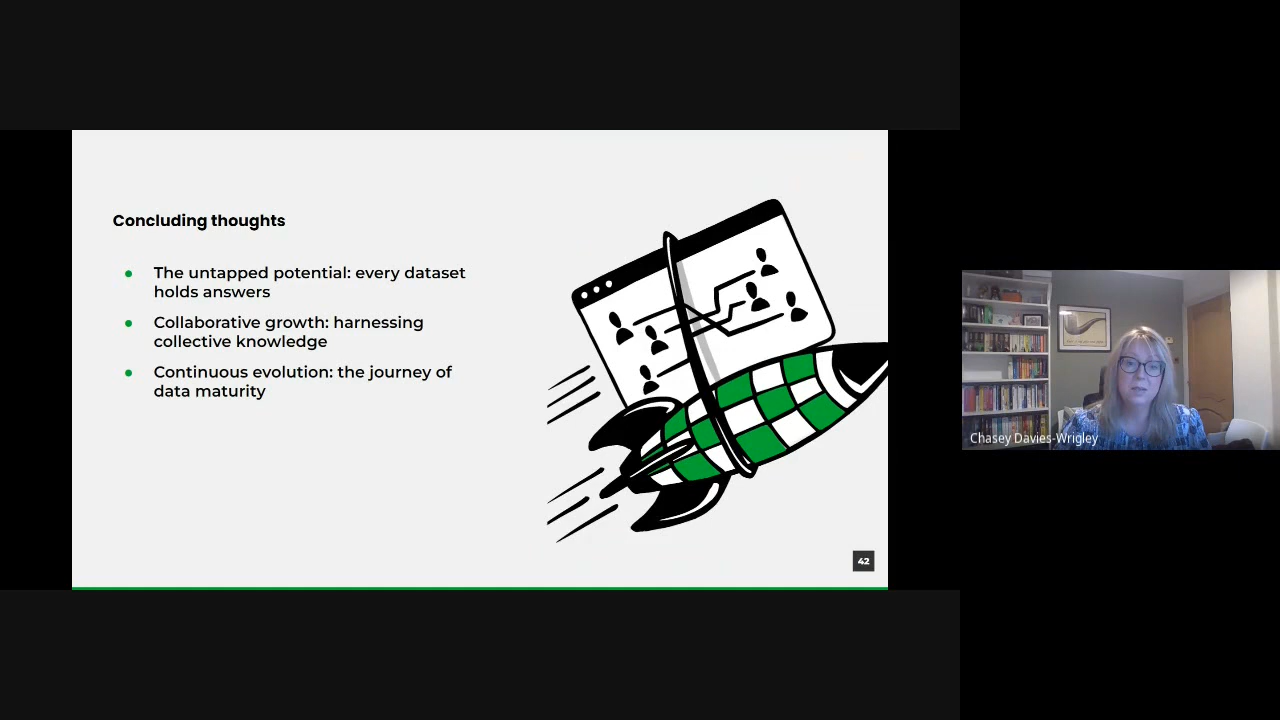 Concluding thoughts
The untapped potential: every dataset
holds answers
Collaborative growth: harnessing
collective knowledge
Continuous evolution: the journey of
data maturity
42
Chasey Davies-Wrigley